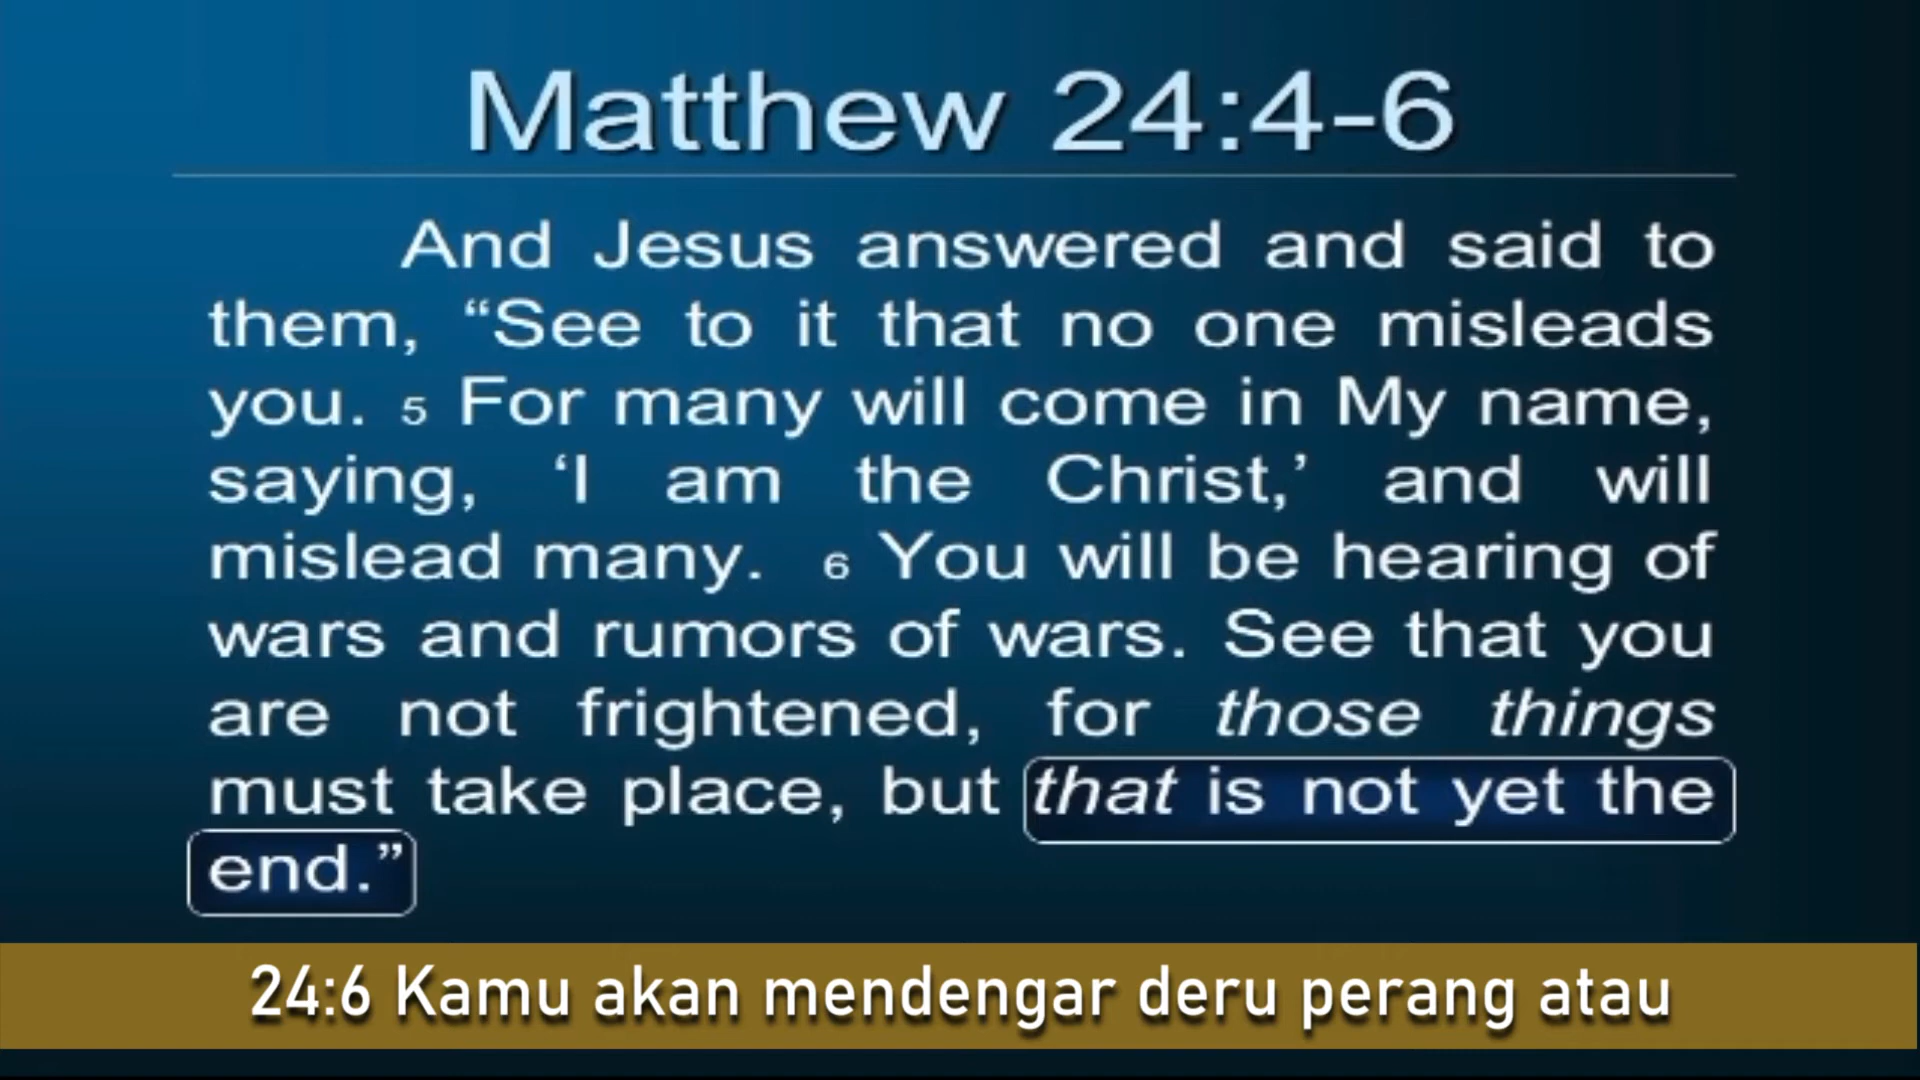 Matthew 24:4-6
And Jesus answered and said to
them, “See to it that no one misleads
you. 5 For many will come in My name,
saying, ‘I am the Christ,’ and will
mislead many. 6 You will be hearing of
wars and rumors of wars. See that you
are not frightened, for those things
must take place, but that is not yet the
end.”
24:6 Kamu akan mendengar deru perang atau